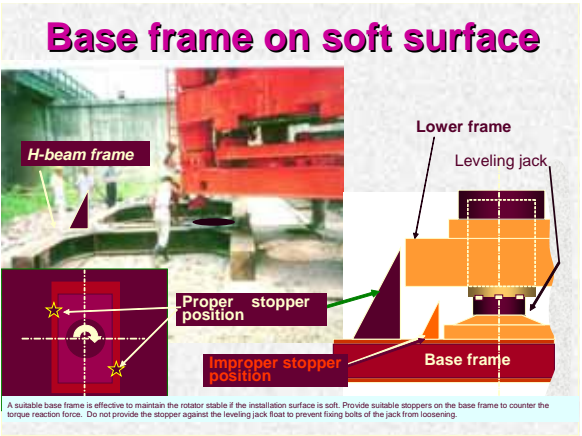 Base frame on soft surface
H-beam frame
Lower frame
Leveling jack
Proper stopper
position
Improper stopper
position
Base frame
A suitable base frame is effective to maintain the rotator stable if the installation surface is soft. Provide suitable stoppers on the base frame to counter the
torque reaction force. Do not provide the stopper against the leveling jack float to prevent fixing bolts of the jack from loosening.